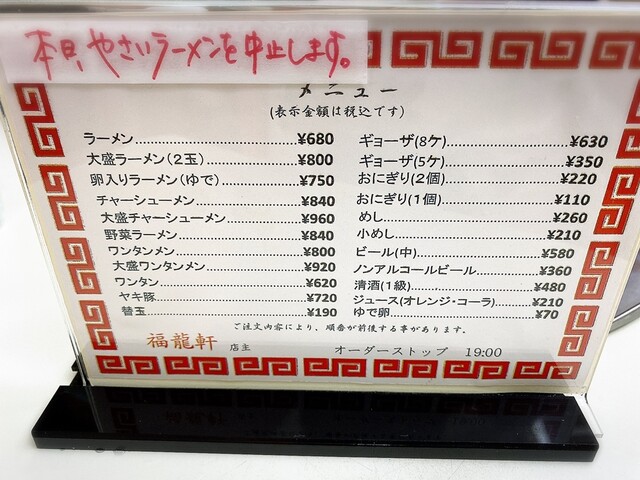 本日、やさいラーメンを中止します。
メニュー
(表示金額は税込です)
ラーメン.....¥680
大盛ラーメン(2玉).....¥800
卵入りラーメン(ゆで).....¥750
チャーシューメン.....¥840
大盛チャーシューメン.....¥960
野菜ラーメン.....¥840
ワンタンメン.....¥800
大盛ワンタンメン.....¥920
ワンタン.....¥620
ヤキ豚.....¥720
替玉.....¥190
ギョーザ(8ケ).....¥630
ギョーザ(5ケ).....¥350
おにぎり(2個).....¥220
おにぎり(1個).....¥110
めし.....¥260
小めし.....¥210
ビール(中).....¥580
ノンアルコールビール.....¥360
清酒(1級).....¥480
ジュース(オレンジ・コーラ).....¥210
ゆで卵.....¥70
ご注文内容により、順番が前後する事があります。
福龍軒 店主 オーダーストップ 19:00